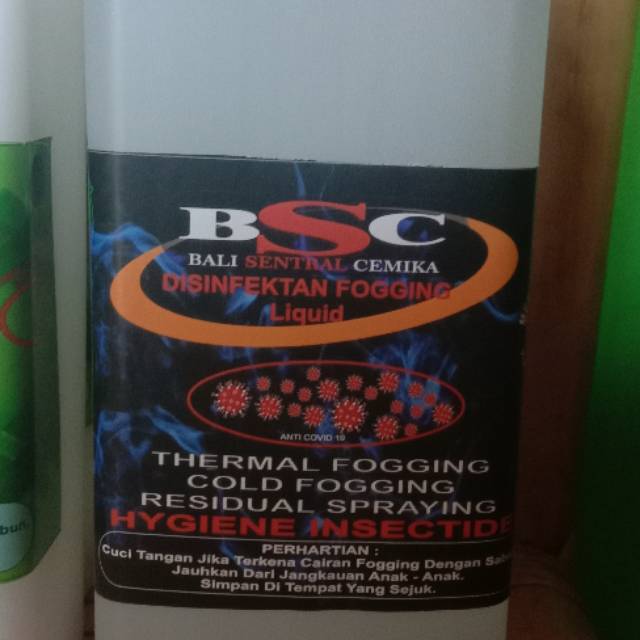 BSC
BALI SENTRAL CEMIKA
DISINFEKTAN FOGGING
Liquid
ANTI COVID 19
THERMAL FOGGING
COLD FOGGING
RESIDUAL SPRAYING
HYGIENE INSECTIDE
PERHARTIAN :
Cuci Tangan Jika Terkena Cairan Fogging Dengan
Jauhkan Dari Jangkauan Anak - Anak.
Simpan Di Tempat Yang Sejuk.